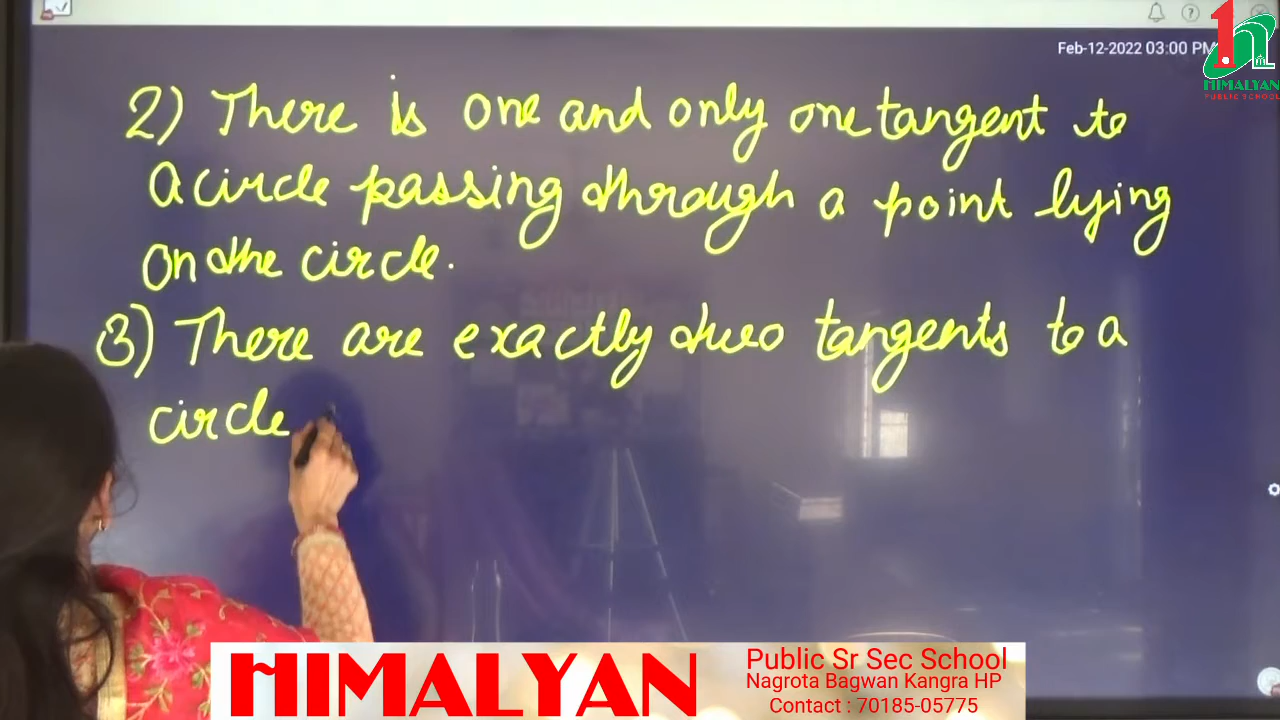 Feb-12-2022 03:00 PM
HIMALYAN
PUBLIC SCHOOL
2) There is one and only one tangent to
a circle passing through a point lying
on the circle.
3) There are exactly two tangents to a
circle
HIMALYAN
Public Sr Sec School
Nagrota Bagwan Kangra HP
Contact : 70185-05775